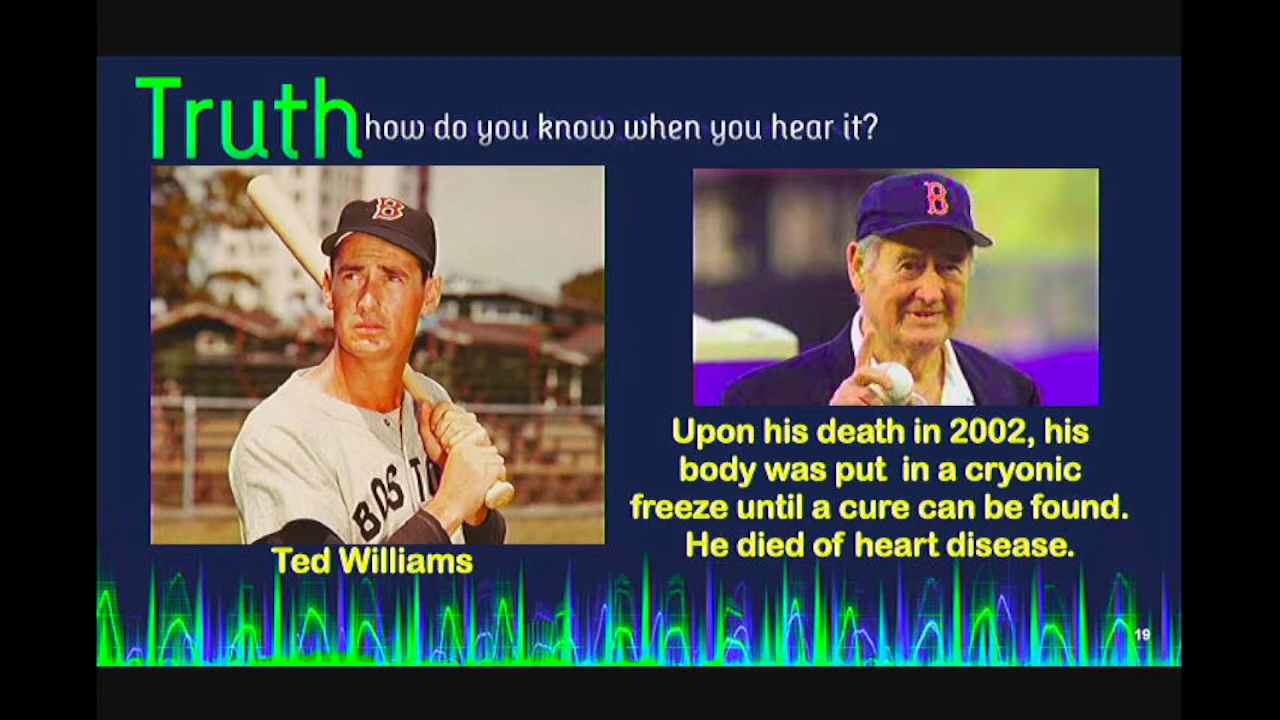 Truth how do you know when you hear it?
B
B
BOSTO
Ted Williams
Upon his death in 2002, his
body was put in a cryonic
freeze until a cure can be found.
He died of heart disease.
19